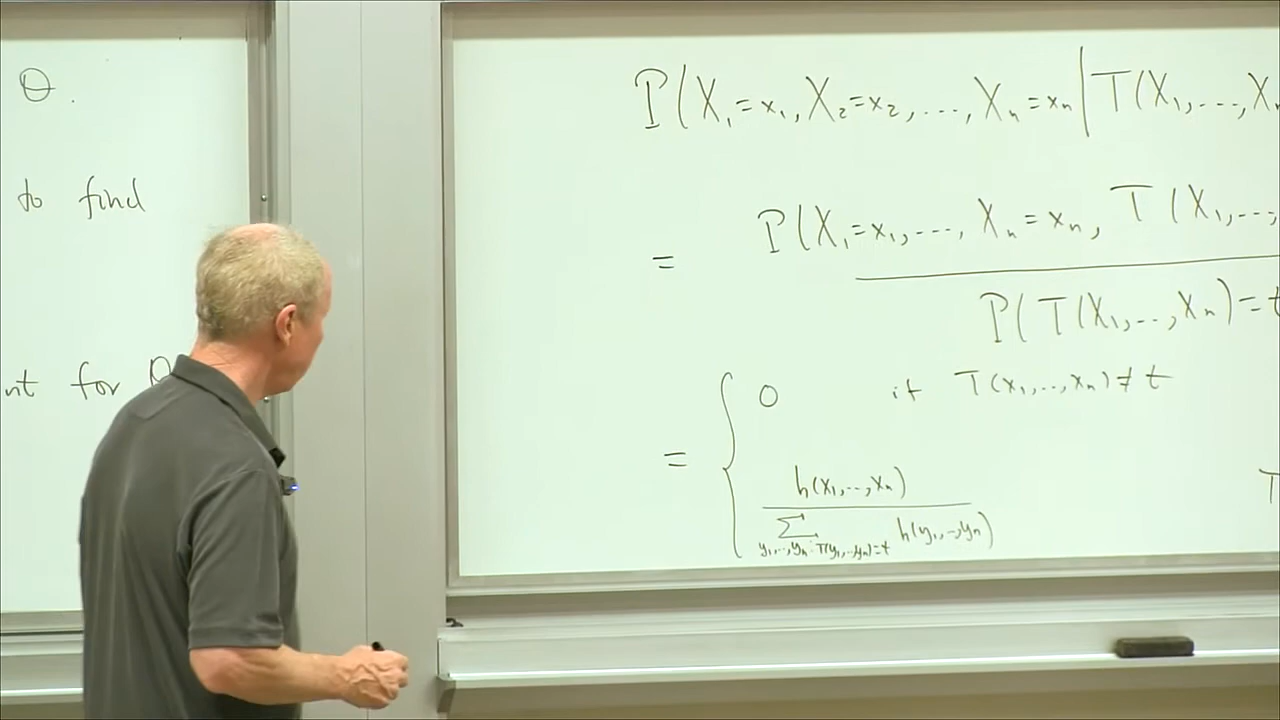 θ.
to find
nt for θ
P(X₁=x₁, X₂=x₂, ..., Xₙ=xₙ | T(X₁, ..., Xₙ
= P(X₁=x₁, ..., Xₙ=xₙ, T(X₁, ...,
P(T(X₁, ..., Xₙ)=t
= { 0 if T(x₁, ..., xₙ) ≠ t
h(x₁, ..., xₙ) T
∑ y₁, ..., yₙ : T(y₁, ..., yₙ)=t h(y₁, ..., yₙ)